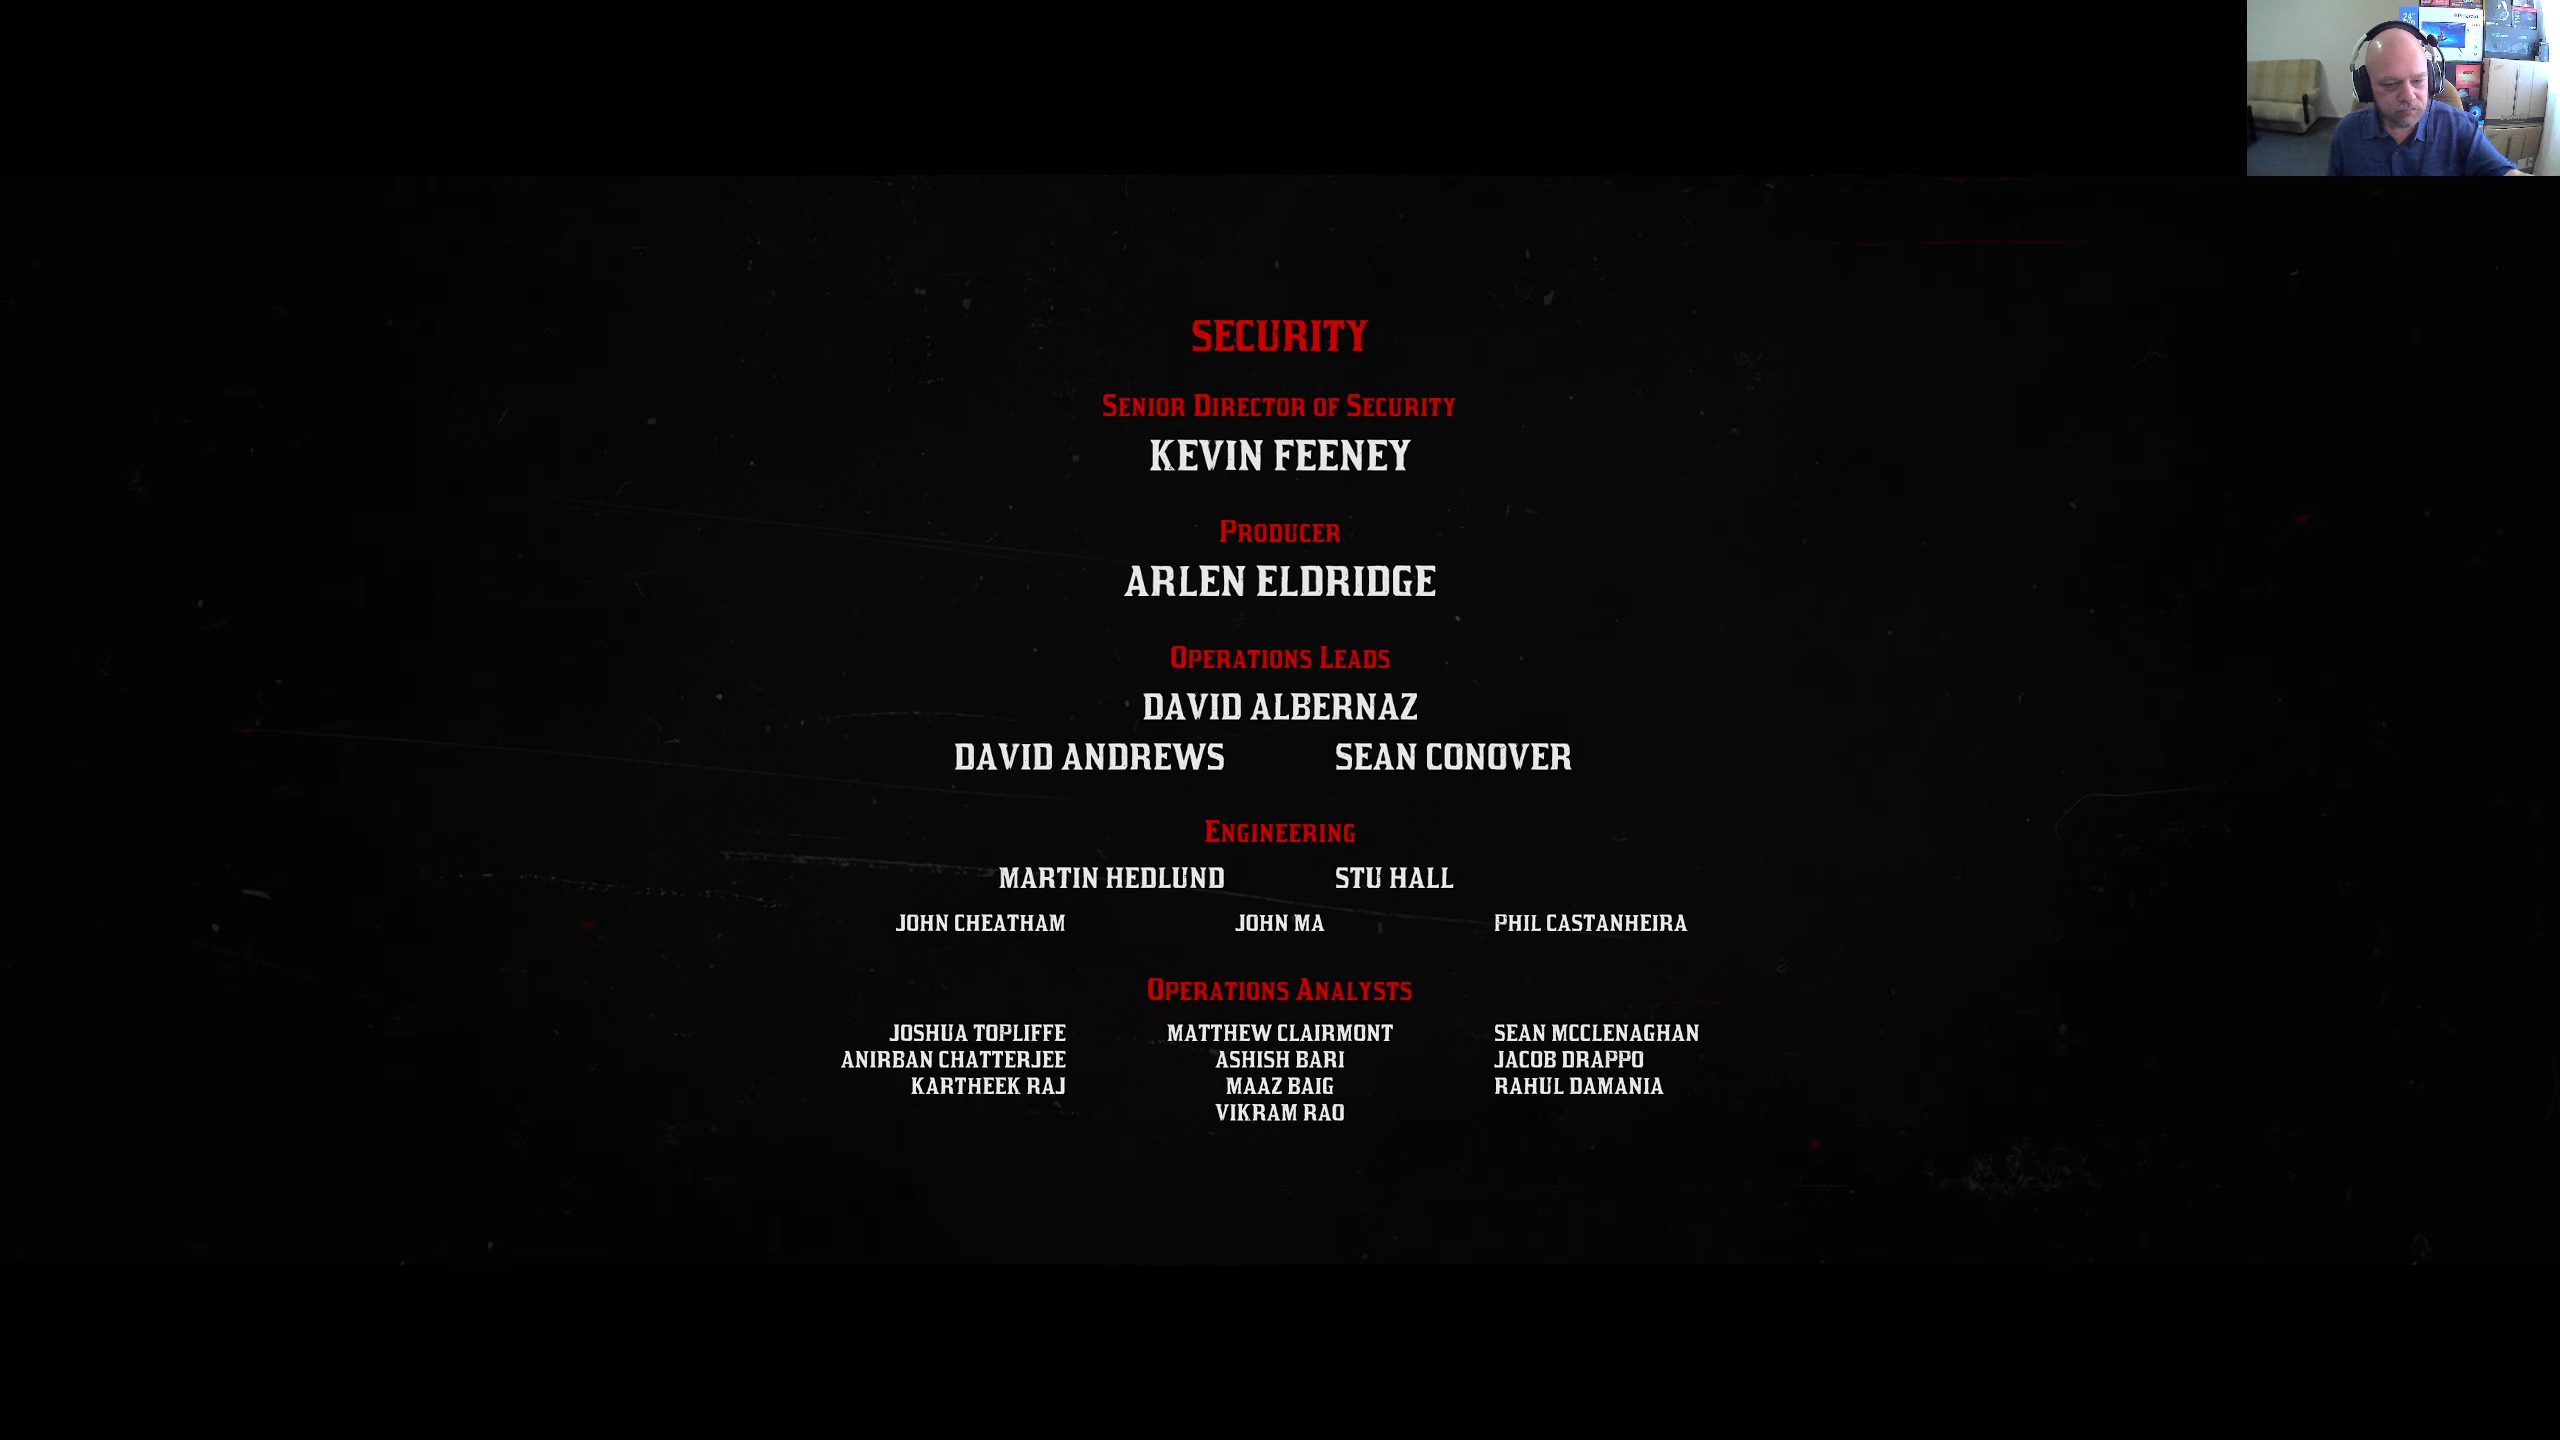 SECURITY
SENIOR DIRECTOR OF SECURITY
KEVIN FEENEY
PRODUCER
ARLEN ELDRIDGE
OPERATIONS LEADS
DAVID ALBERNAZ
DAVID ANDREWS SEAN CONOVER
ENGINEERING
MARTIN HEDLUND STU HALL
JOHN CHEATHAM JOHN MA PHIL CASTANHEIRA
OPERATIONS ANALYSTS
JOSHUA TOPLIFFE MATTHEW CLAIRMONT SEAN MCCLENAGHAN
ANIRBAN CHATTERJEE ASHISH BARI JACOB DRAPPO
KARTHEEK RAJ MAAZ BAIG RAHUL DAMANIA
VIKRAM RAO
24"
Polaroid